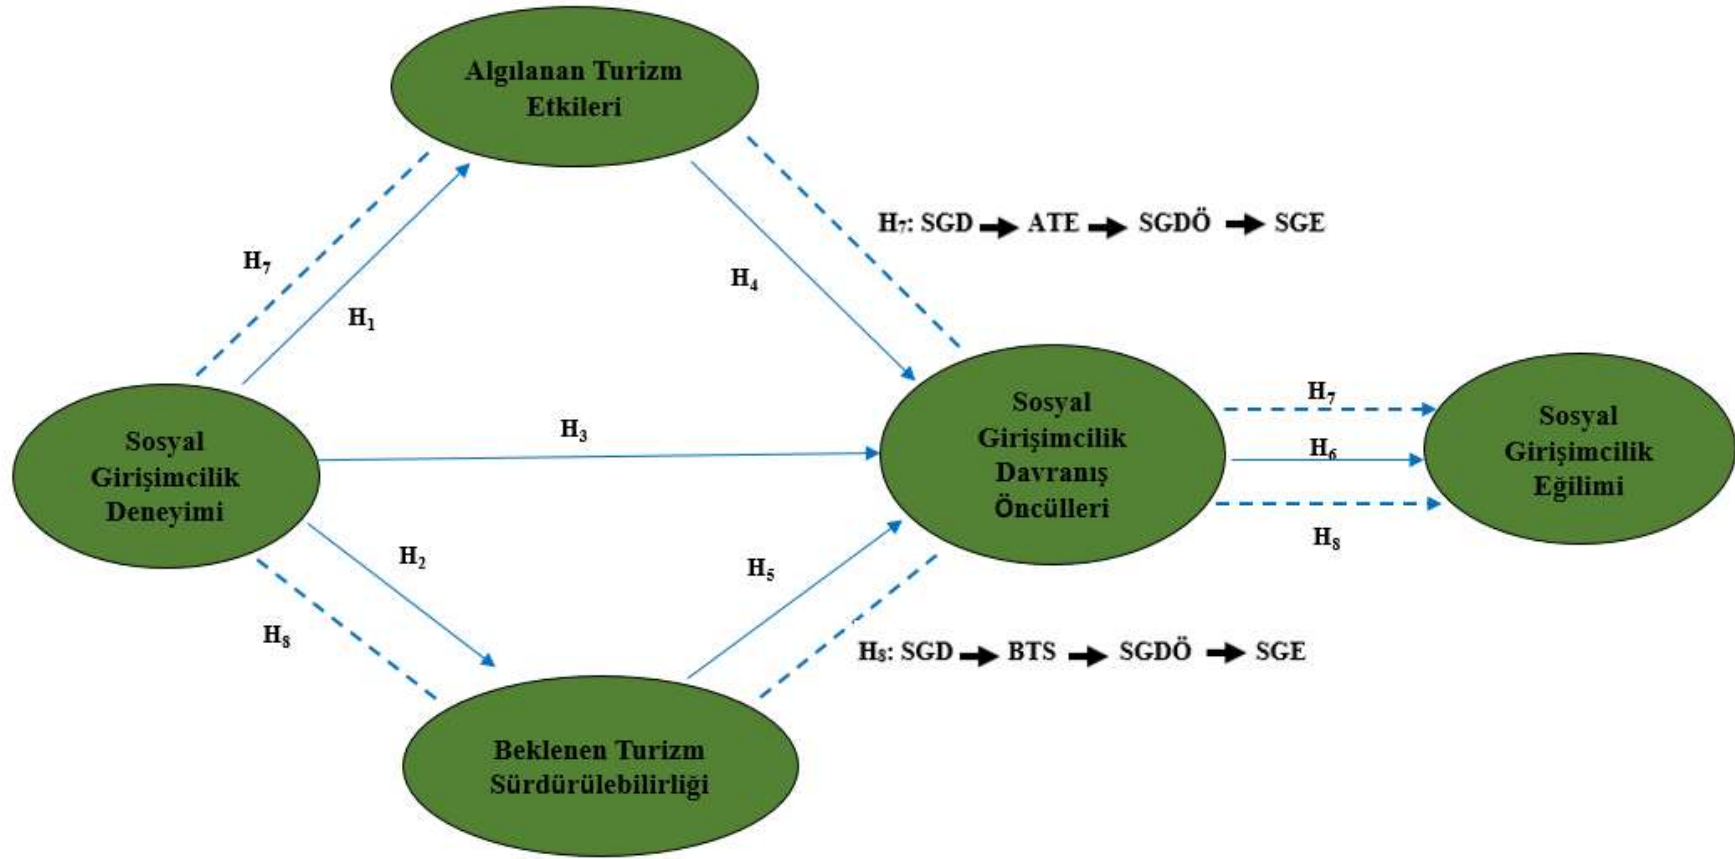 Algılanan Turizm
Etkileri
H₇: SGD → ATE → SGDÖ → SGE
H₇
H₄
H₁
Sosyal
Girişimcilik
Deneyimi
H₃
Sosyal
Girişimcilik
Davranış
Öncülleri
H₇
H₆
H₈
Sosyal
Girişimcilik
Eğilimi
H₂
H₅
H₈
H₈: SGD → BTS → SGDÖ → SGE
Beklenen Turizm
Sürdürülebilirliği